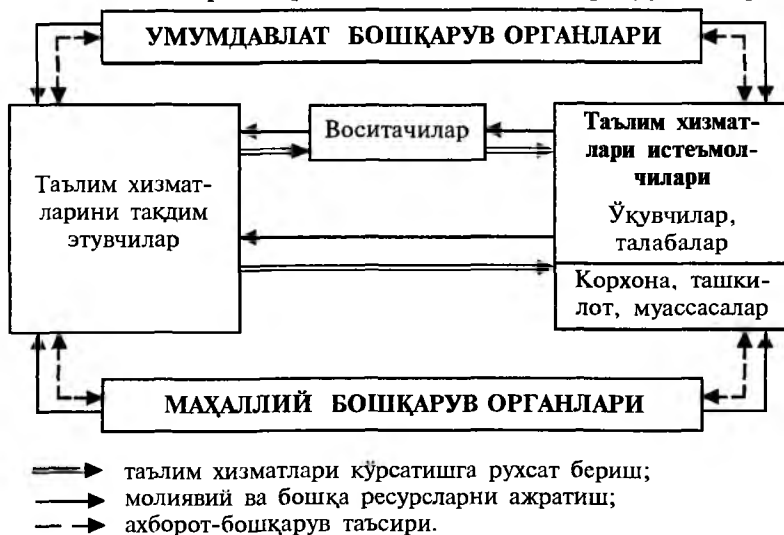 УМУМДАВЛАТ БОШҚАРУВ ОРГАНЛАРИ
Таълим хизмат-
ларини тақдим
этувчилар
Воситачилар
Таълим хизмат-
лари истеъмол-
чилари
Ўқувчилар,
талабалар
Корхона, ташки-
лот, муассасалар
МАҲАЛЛИЙ БОШҚАРУВ ОРГАНЛАРИ
таълим хизматлари кўрсатишга рухсат бериш;
молиявий ва бошқа ресурсларни ажратиш;
ахборот-бошқарув таъсири.